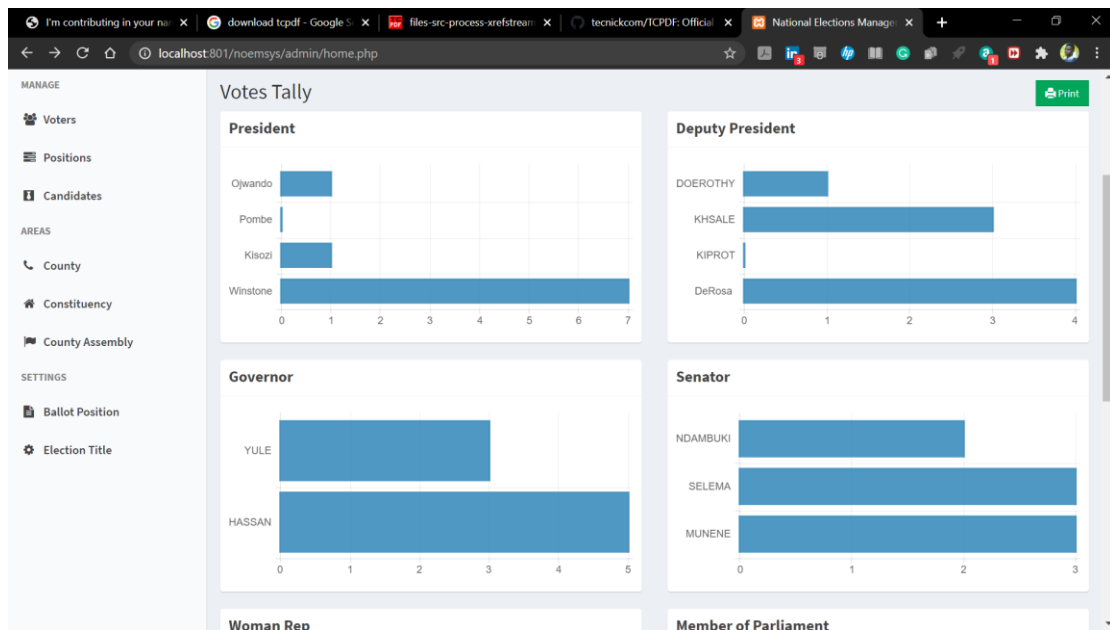 I'm contributing in your nar
download tcpdf - Google S
files-src-process-xrefstream
tecnickcom/TCPDF: Official
National Elections Manage
localhost:801/noemsys/admin/home.php
MANAGE
Voters
Positions
Candidates
AREAS
County
Constituency
County Assembly
SETTINGS
Ballot Position
Election Title
Votes Tally
Print
President
Ojwando
Pombe
Kisozi
Winstone
0 1 2 3 4 5 6 7
Deputy President
DOEROTHY
KHSALE
KIPROT
DeRosa
0 1 2 3 4
Governor
YULE
HASSAN
0 1 2 3 4 5
Senator
NDAMBUKI
SELEMA
MUNENE
0 1 2 3
Woman Rep
Member of Parliament